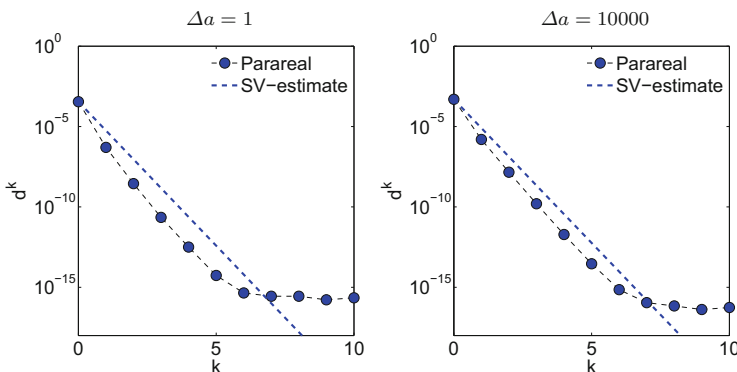 Δa = 1
10^0
10^-5
10^-10
10^-15
d^k
Parareal
SV−estimate
0
5
10
k
Δa = 10000
10^0
10^-5
10^-10
10^-15
d^k
Parareal
SV−estimate
0
5
10
k